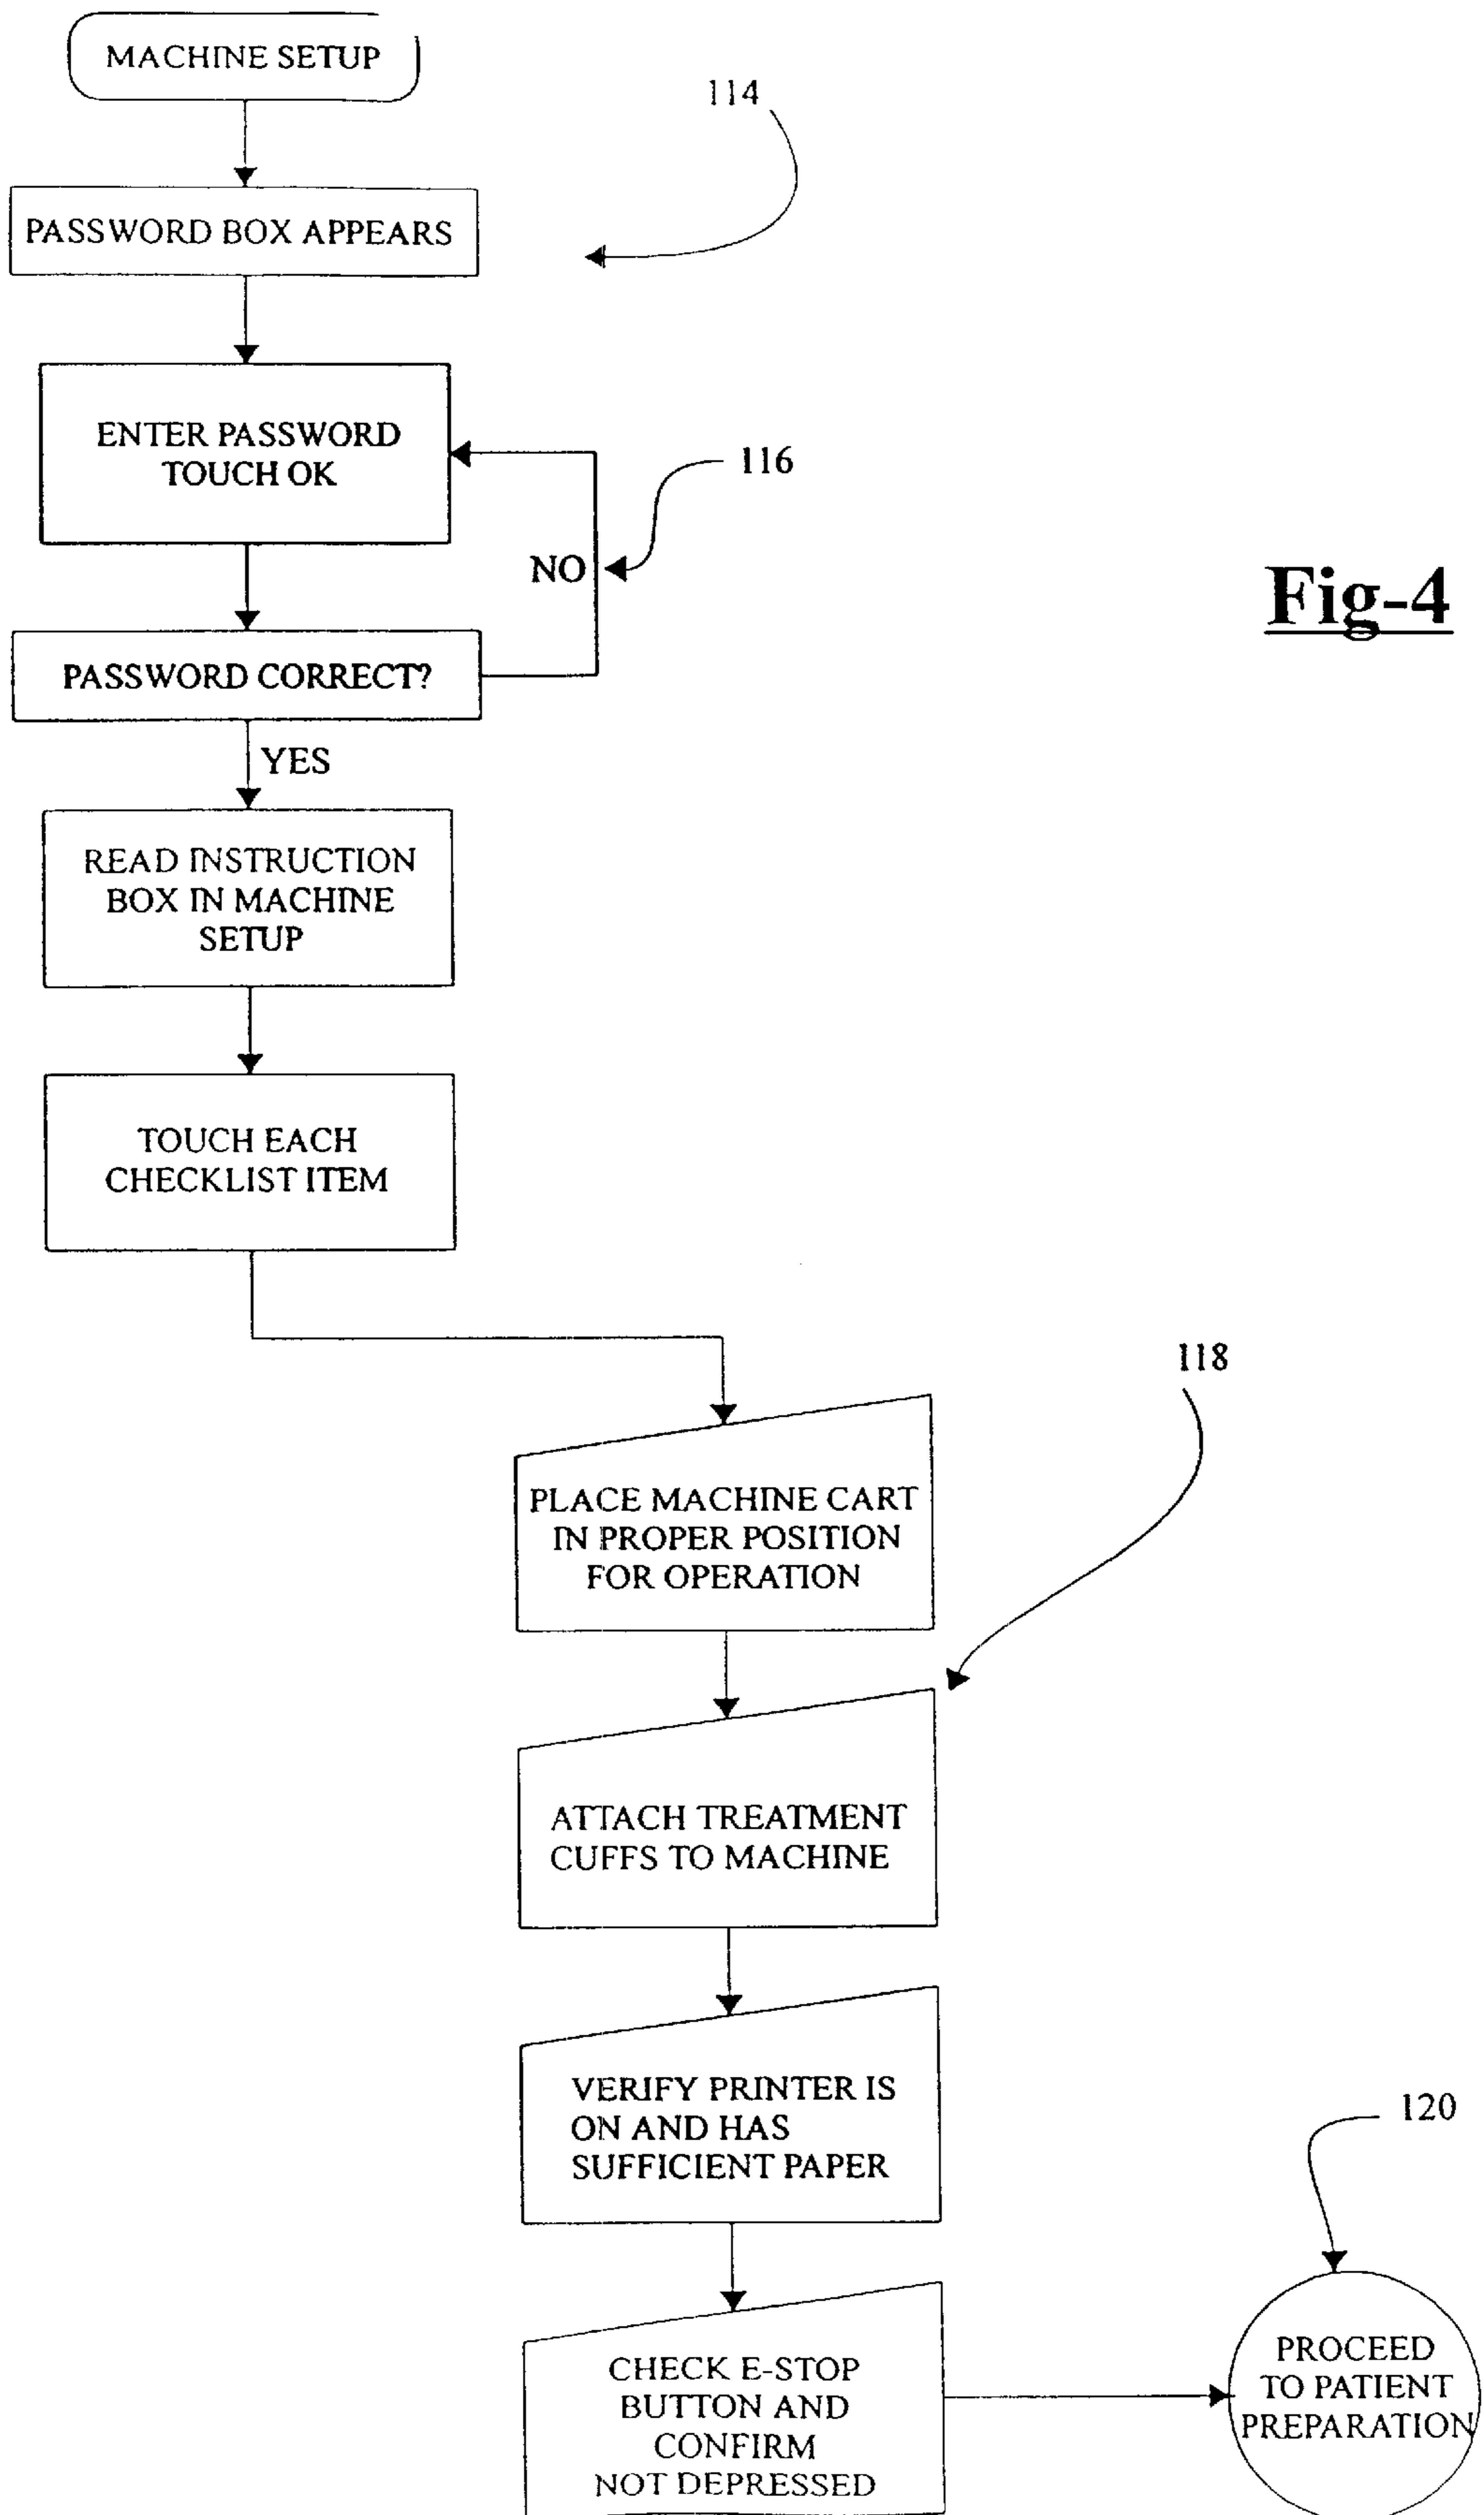 MACHINE SETUP
114
PASSWORD BOX APPEARS
ENTER PASSWORD
TOUCH OK
116
NO
Fig-4
PASSWORD CORRECT?
YES
READ INSTRUCTION
BOX IN MACHINE
SETUP
TOUCH EACH
CHECKLIST ITEM
118
PLACE MACHINE CART
IN PROPER POSITION
FOR OPERATION
ATTACH TREATMENT
CUFFS TO MACHINE
VERIFY PRINTER IS
ON AND HAS
SUFFICIENT PAPER
120
CHECK E-STOP
BUTTON AND
CONFIRM
NOT DEPRESSED
PROCEED
TO PATIENT
PREPARATION